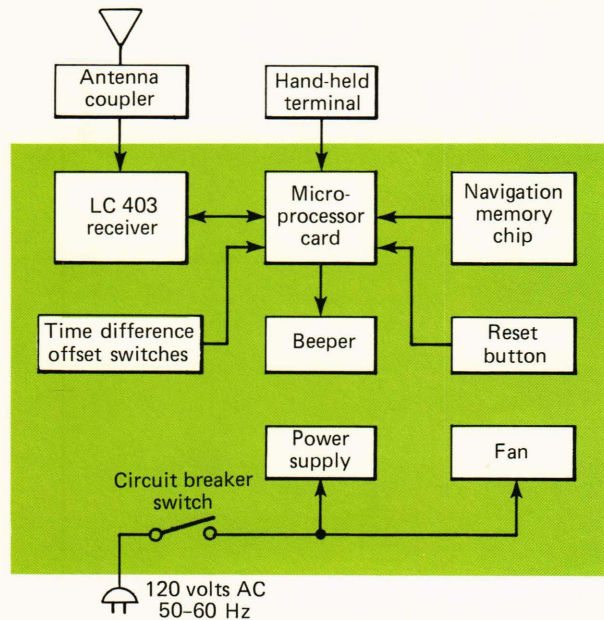 Antenna
coupler
Hand-held
terminal
LC 403
receiver
Micro-
processor
card
Navigation
memory
chip
Time difference
offset switches
Beeper
Reset
button
Power
supply
Fan
Circuit breaker
switch
120 volts AC
50–60 Hz